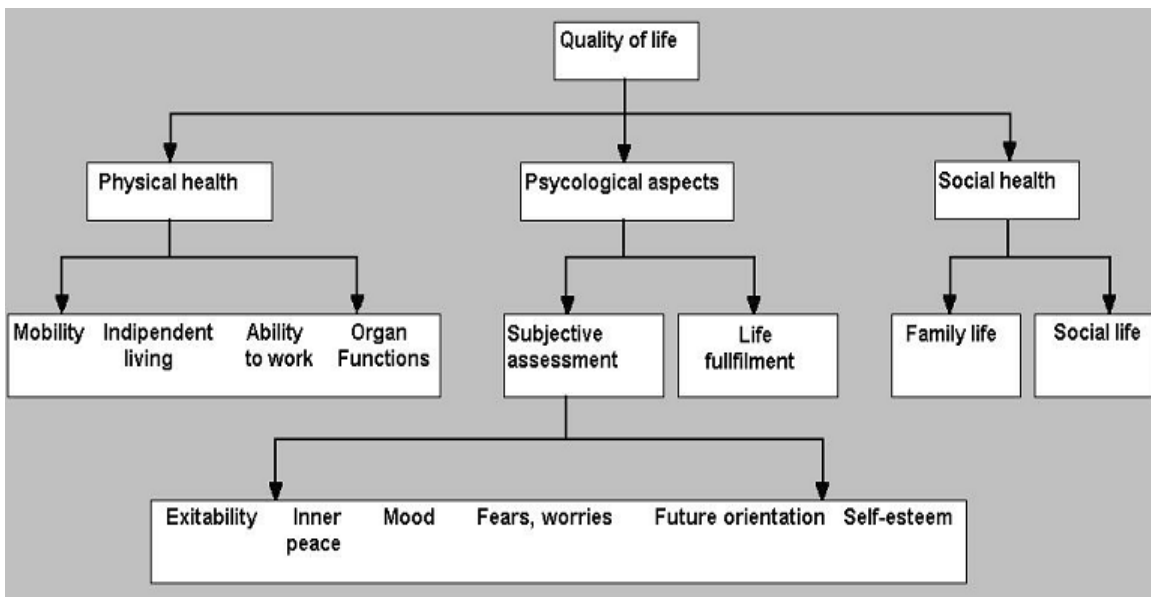 Quality of life
Physical health
Psycological aspects
Social health
Mobility
Indipendent
living
Ability
to work
Organ
Functions
Subjective
assessment
Life
fullfilment
Family life
Social life
Exitability
Inner
peace
Mood
Fears, worries
Future orientation
Self-esteem